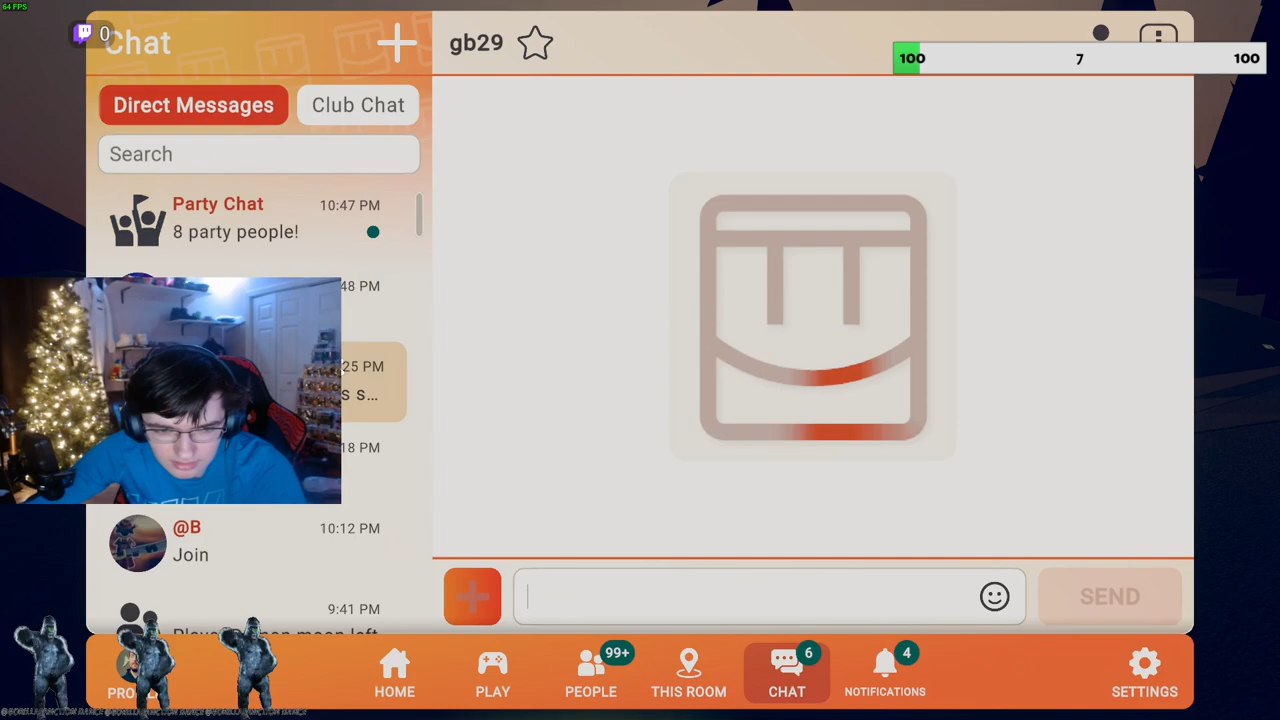 64 FPS
0
Chat
gb29
100
7
100
Direct Messages
Club Chat
Search
Party Chat
10:47 PM
8 party people!
48 PM
25 PM
s s...
18 PM
@B
10:12 PM
Join
9:41 PM
moon left
SEND
HOME
PLAY
99+
PEOPLE
THIS ROOM
6
CHAT
4
NOTIFICATIONS
SETTINGS